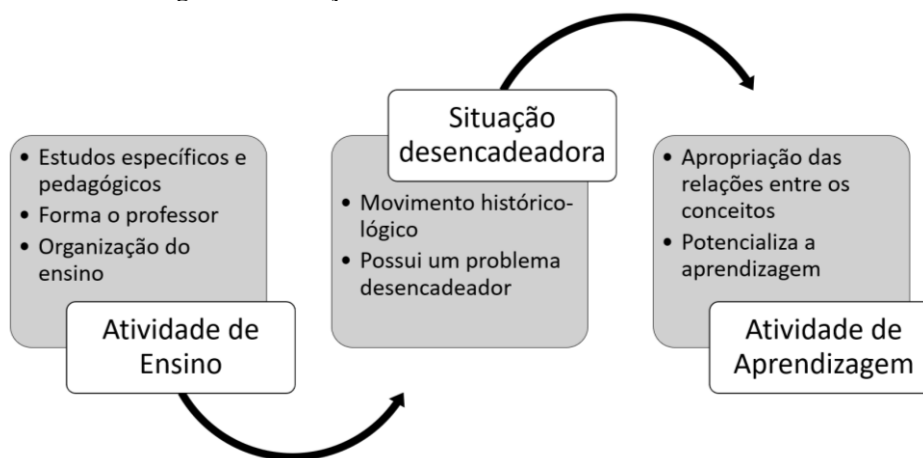 • Estudos específicos e
pedagógicos
• Forma o professor
• Organização do
ensino
Atividade de
Ensino
Situação
desencadeadora
• Movimento histórico-
lógico
• Possui um problema
desencadeador
• Apropriação das
relações entre os
conceitos
• Potencializa a
aprendizagem
Atividade de
Aprendizagem